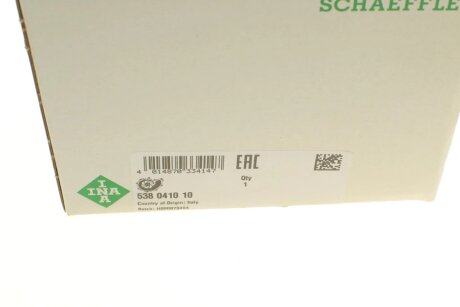 SCHAEFFLE
4 014870 334147
EAC
Qty
1
INA
538 0410 10
Country of Origin: Italy